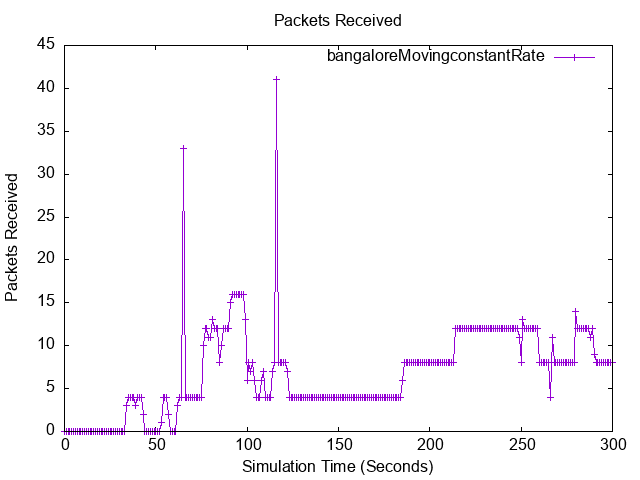 Packets Received
bangaloreMovingconstantRate
Packets Received
45
40
35
30
25
20
15
10
5
0
0 50 100 150 200 250 300
Simulation Time (Seconds)